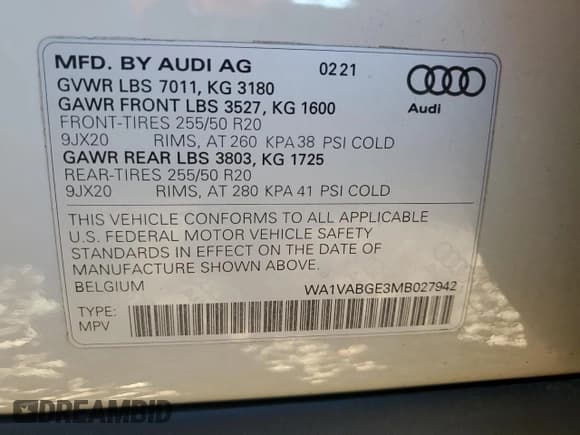 MFD. BY AUDI AG 0221
GVWR LBS 7011, KG 3180
GAWR FRONT LBS 3527, KG 1600
FRONT-TIRES 255/50 R20
9JX20 RIMS, AT 260 KPA 38 PSI COLD
GAWR REAR LBS 3803, KG 1725
REAR-TIRES 255/50 R20
9JX20 RIMS, AT 280 KPA 41 PSI COLD
Audi
THIS VEHICLE CONFORMS TO ALL APPLICABLE
U.S. FEDERAL MOTOR VEHICLE SAFETY
STANDARDS IN EFFECT ON THE DATE OF
MANUFACTURE SHOWN ABOVE.
BELGIUM WA1VABGE3MB027942
TYPE:
MPV
DREAMBID